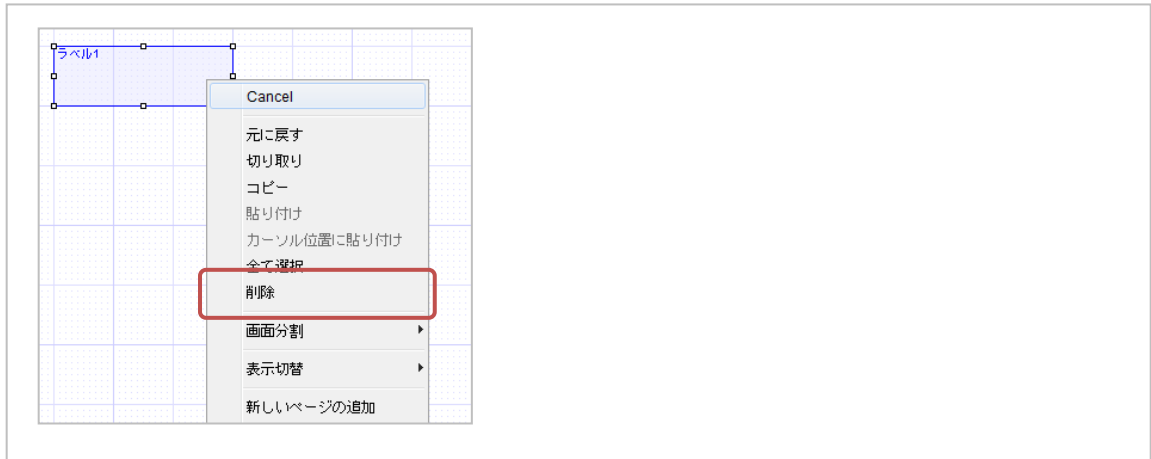 ラベル1
Cancel
元に戻す
切り取り
コピー
貼り付け
カーソル位置に貼り付け
全て選択
削除
画面分割
表示切替
新しいページの追加